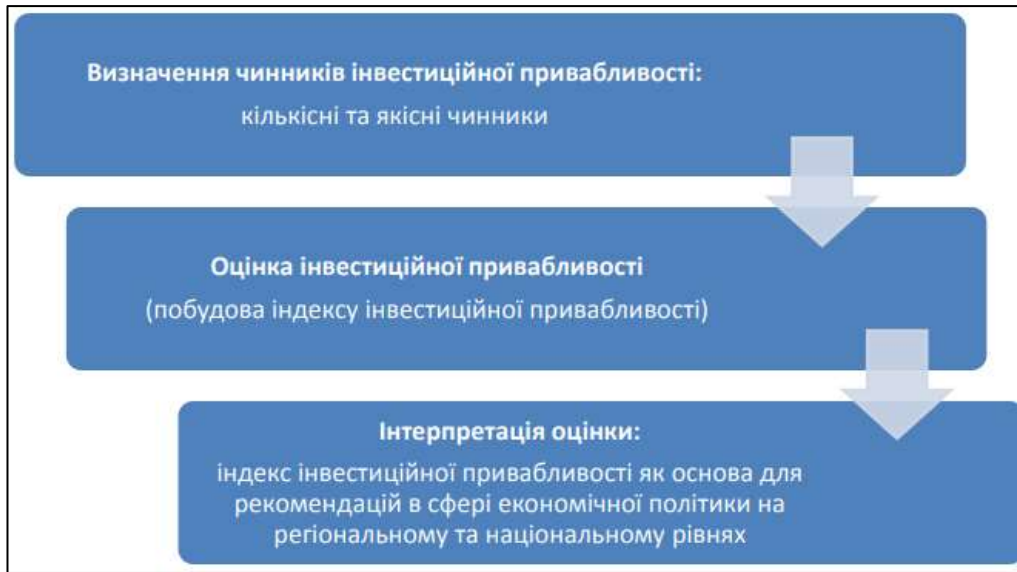 Визначення чинників інвестиційної привабливості:
кількісні та якісні чинники
Оцінка інвестиційної привабливості
(побудова індексу інвестиційної привабливості)
Інтерпретація оцінки:
індекс інвестиційної привабливості як основа для
рекомендацій в сфері економічної політики на
регіональному та національному рівнях